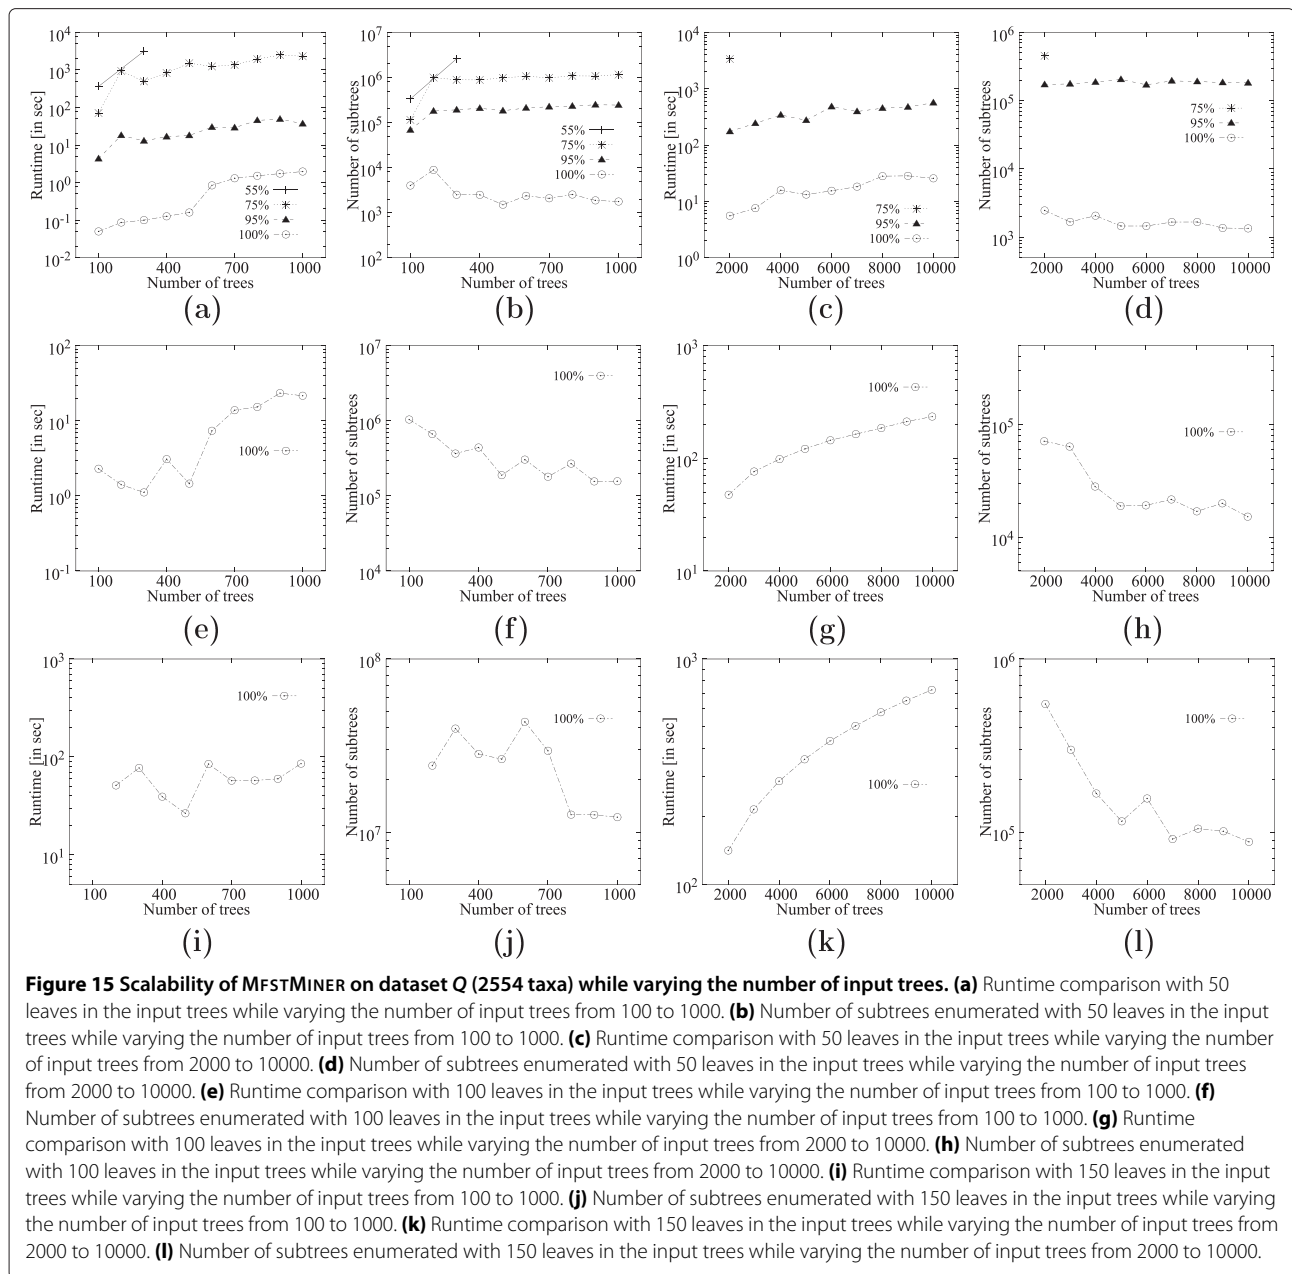 10^4
10^3
10^2
10^1
10^0
10^-1
10^-2
Runtime [in sec]
55%
75%
95%
100%
100 400 700 1000
Number of trees
(a)
10^7
10^6
10^5
10^4
10^3
10^2
Number of subtrees
55%
75%
95%
100%
100 400 700 1000
Number of trees
(b)
10^4
10^3
10^2
10^1
10^0
Runtime [in sec]
75%
95%
100%
2000 4000 6000 8000 10000
Number of trees
(c)
10^6
10^5
10^4
10^3
Number of subtrees
75%
95%
100%
2000 4000 6000 8000 10000
Number of trees
(d)
10^2
10^1
10^0
10^-1
Runtime [in sec]
100%
100 400 700 1000
Number of trees
(e)
10^7
10^6
10^5
10^4
Number of subtrees
100%
100 400 700 1000
Number of trees
(f)
10^3
10^2
10^1
Runtime [in sec]
100%
2000 4000 6000 8000 10000
Number of trees
(g)
10^5
10^4
Number of subtrees
100%
2000 4000 6000 8000 10000
Number of trees
(h)
10^3
10^2
10^1
Runtime [in sec]
100%
100 400 700 1000
Number of trees
(i)
10^8
10^7
Number of subtrees
100%
100 400 700 1000
Number of trees
(j)
10^3
10^2
Runtime [in sec]
100%
2000 4000 6000 8000 10000
Number of trees
(k)
10^6
10^5
Number of subtrees
100%
2000 4000 6000 8000 10000
Number of trees
(l)
Figure 15 Scalability of MFSTMINER on dataset Q (2554 taxa) while varying the number of input trees. (a) Runtime comparison with 50
leaves in the input trees while varying the number of input trees from 100 to 1000. (b) Number of subtrees enumerated with 50 leaves in the input
trees while varying the number of input trees from 100 to 1000. (c) Runtime comparison with 50 leaves in the input trees while varying the number
of input trees from 2000 to 10000. (d) Number of subtrees enumerated with 50 leaves in the input trees while varying the number of input trees
from 2000 to 10000. (e) Runtime comparison with 100 leaves in the input trees while varying the number of input trees from 100 to 1000. (f)
Number of subtrees enumerated with 100 leaves in the input trees while varying the number of input trees from 100 to 1000. (g) Runtime
comparison with 100 leaves in the input trees while varying the number of input trees from 2000 to 10000. (h) Number of subtrees enumerated
with 100 leaves in the input trees while varying the number of input trees from 2000 to 10000. (i) Runtime comparison with 150 leaves in the input
trees while varying the number of input trees from 100 to 1000. (j) Number of subtrees enumerated with 150 leaves in the input trees while varying
the number of input trees from 100 to 1000. (k) Runtime comparison with 150 leaves in the input trees while varying the number of input trees from
2000 to 10000. (l) Number of subtrees enumerated with 150 leaves in the input trees while varying the number of input trees from 2000 to 10000.